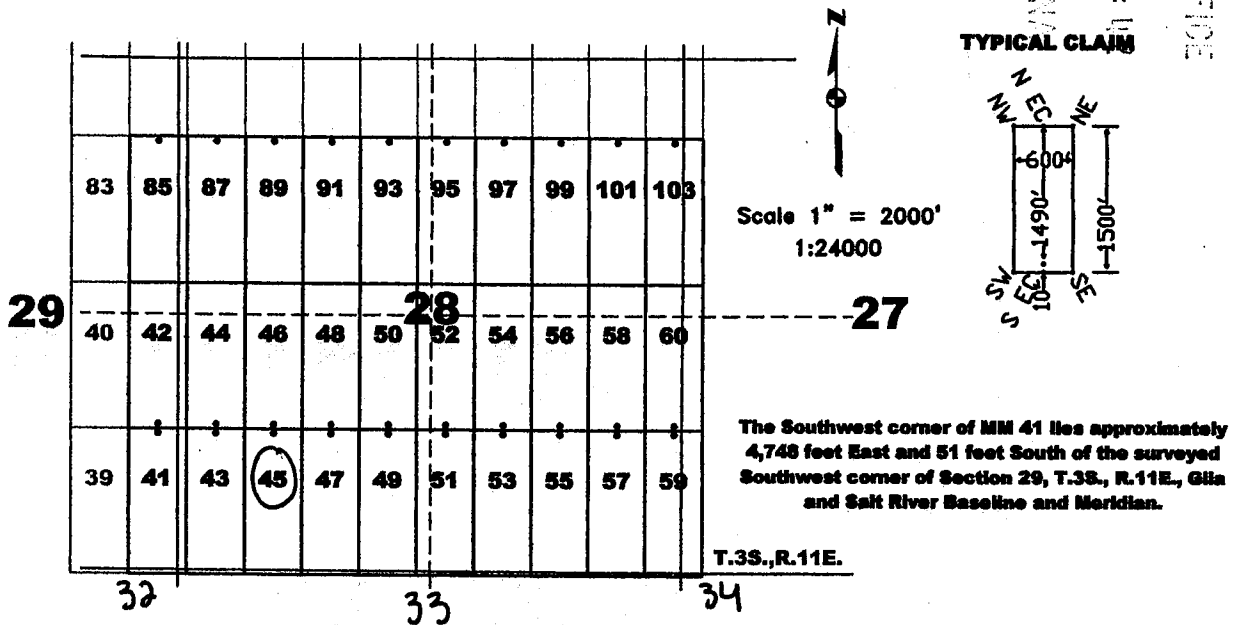 N
TYPICAL CLAIM
NW N EC NE
600'
1490'
1500'
10'
SW S EC SE
Scale 1" = 2000'
1:24000
83 85 87 89 91 93 95 97 99 101 103
29 28 27
40 42 44 46 48 50 52 54 56 58 60
39 41 43 45 47 49 51 53 55 57 59
The Southwest corner of MM 41 lies approximately
4,748 feet East and 51 feet South of the surveyed
Southwest corner of Section 29, T.3S., R.11E., Gila
and Salt River Baseline and Meridian.
T.3S.,R.11E.
32 33 34